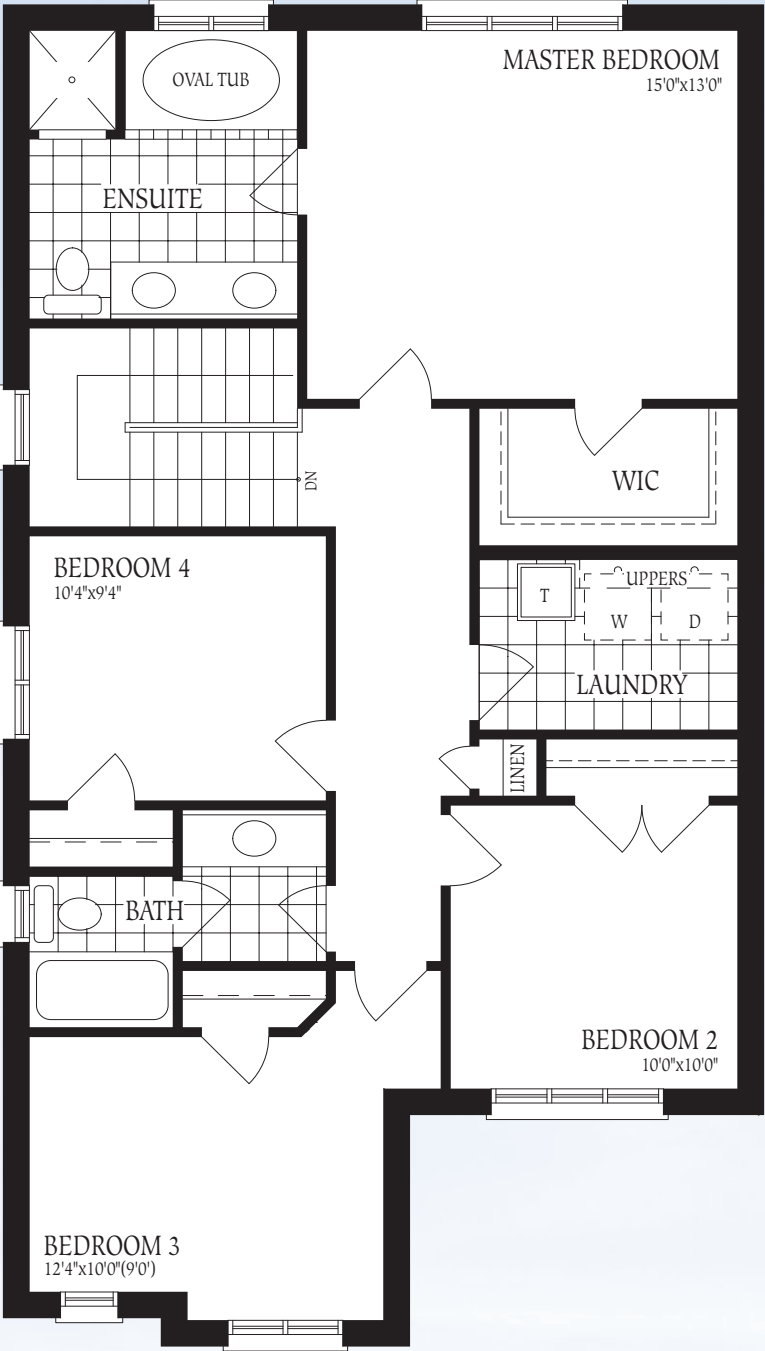 OVAL TUB
MASTER BEDROOM
15'0"x13'0"
ENSUITE
DN
WIC
BEDROOM 4
10'4"x9'4"
UPPERS
T
W
D
LAUNDRY
LINEN
BATH
BEDROOM 2
10'0"x10'0"
BEDROOM 3
12'4"x10'0"(9'0')